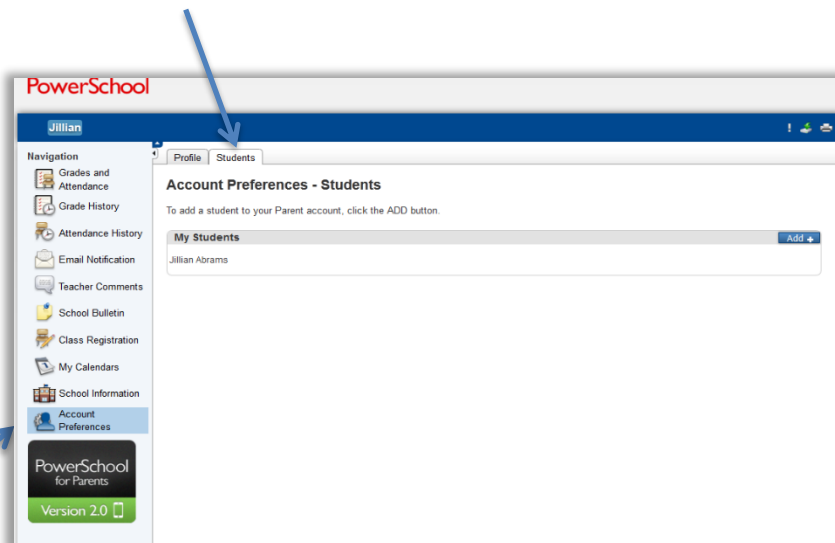 PowerSchool
Jillian
Navigation
Grades and
Attendance
Grade History
Attendance History
Email Notification
Teacher Comments
School Bulletin
Class Registration
My Calendars
School Information
Account
Preferences
PowerSchool
for Parents
Version 2.0
Profile Students
Account Preferences - Students
To add a student to your Parent account, click the ADD button.
My Students Add +
Jillian Abrams